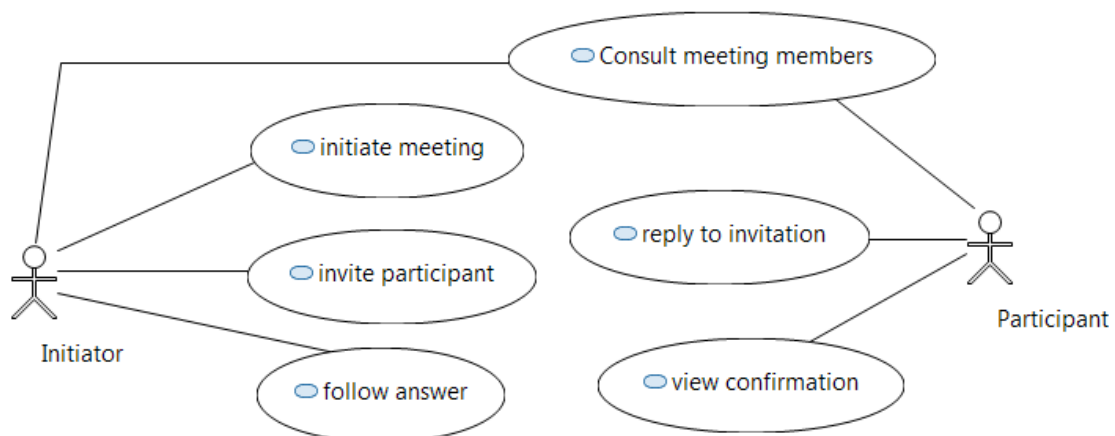 Consult meeting members
initiate meeting
reply to invitation
invite participant
Participant
Initiator
follow answer
view confirmation